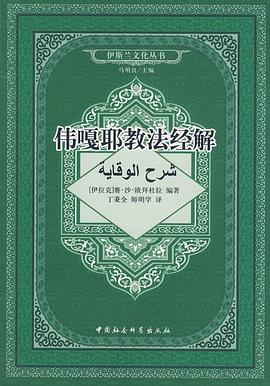 伊斯兰文化丛书
马明良/主编
伟嘎耶教法经解
شرح الوقاية
[伊拉克]赛·沙·欧拜杜拉 编著
丁秉全 师明学 译
中国社会科学出版社